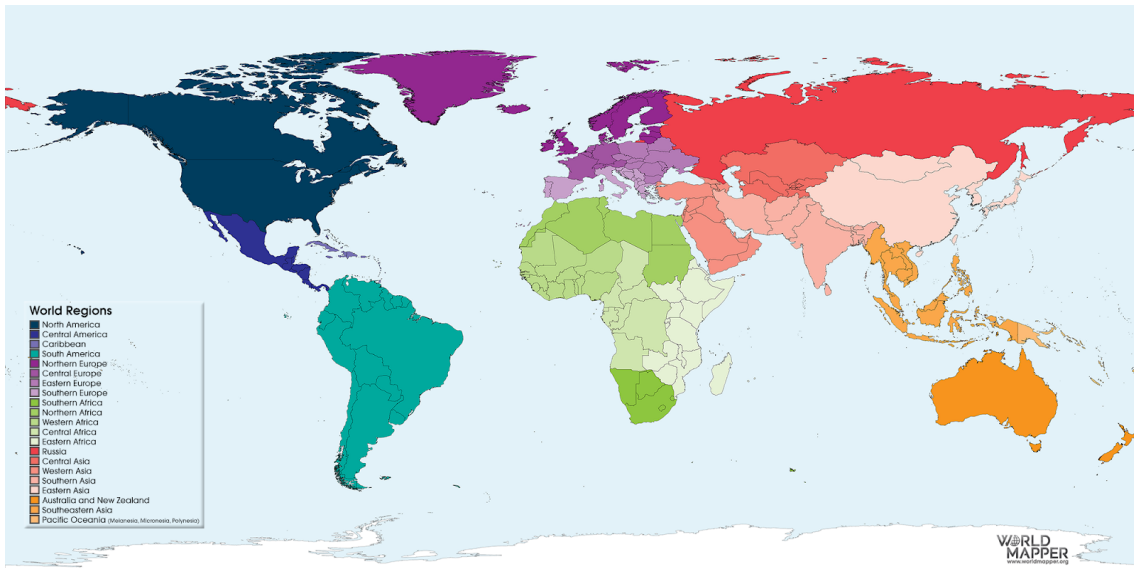 World Regions
North America
Central America
Caribbean
South America
Northern Europe
Central Europe
Eastern Europe
Southern Europe
Southern Africa
Northern Africa
Western Africa
Central Africa
Eastern Africa
Russia
Central Asia
Western Asia
Southern Asia
Eastern Asia
Australia and New Zealand
Southeastern Asia
Pacific Oceania (Melanesia, Micronesia, Polynesia)
WORLD
MAPPER
www.worldmapper.org